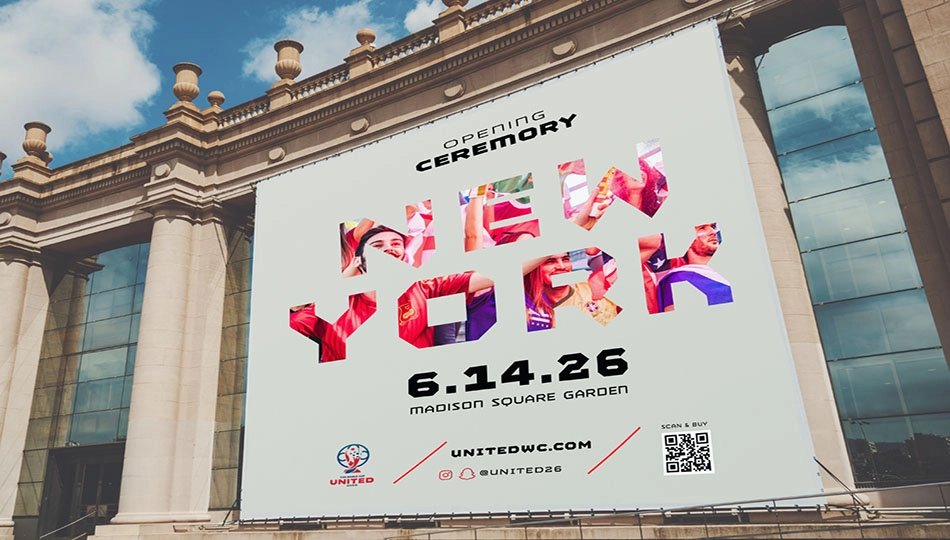 OPENING
CEREMORY
NEW
YORK
6.14.26
MADISON SQUARE GARDEN
SCAN & BUY
UNITEDWC.COM
@UNITED26
UNITED